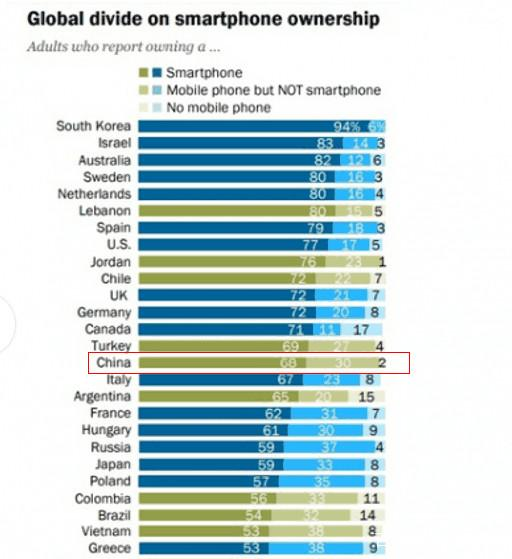 Global divide on smartphone ownership
Adults who report owning a ...
Smartphone
Mobile phone but NOT smartphone
No mobile phone
South Korea 94% 6%
Israel 83 14 3
Australia 82 12 6
Sweden 80 16 3
Netherlands 80 16 4
Lebanon 80 15 5
Spain 79 18 3
U.S. 77 17 5
Jordan 76 23 1
Chile 72 22 7
UK 72 21 7
Germany 72 20 8
Canada 71 11 17
Turkey 69 27 4
China 68 30 2
Italy 67 23 8
Argentina 65 20 15
France 62 31 7
Hungary 61 30 9
Russia 59 37 4
Japan 59 33 8
Poland 57 35 8
Colombia 56 33 11
Brazil 54 32 14
Vietnam 53 38 8
Greece 53 38 9